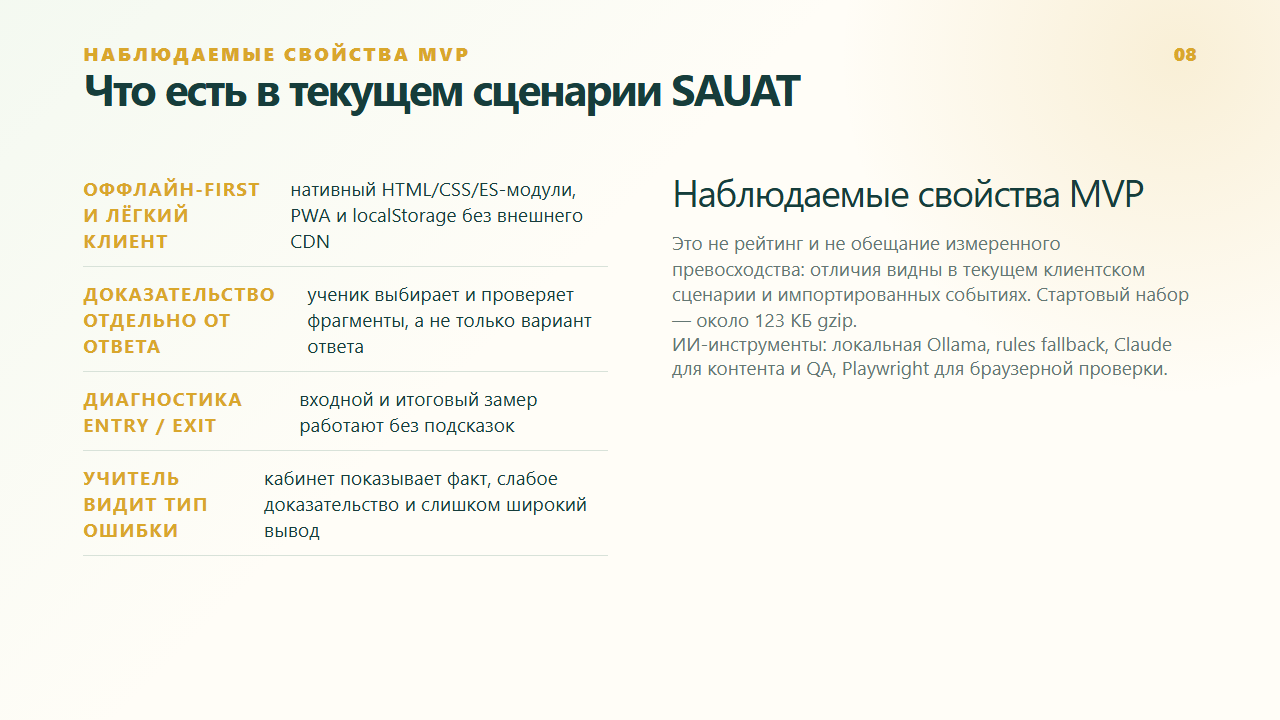 НАБЛЮДАЕМЫЕ СВОЙСТВА MVP
08
Что есть в текущем сценарии SAUAT
ОФФЛАЙН-FIRST
И ЛЁГКИЙ
КЛИЕНТ
нативный HTML/CSS/ES-модули,
PWA и localStorage без внешнего
CDN
ДОКАЗАТЕЛЬСТВО
ОТДЕЛЬНО ОТ
ОТВЕТА
ученик выбирает и проверяет
фрагменты, а не только вариант
ответа
ДИАГНОСТИКА
ENTRY / EXIT
входной и итоговый замер
работают без подсказок
УЧИТЕЛЬ
ВИДИТ ТИП
ОШИБКИ
кабинет показывает факт, слабое
доказательство и слишком широкий
вывод
Наблюдаемые свойства MVP
Это не рейтинг и не обещание измеренного
превосходства: отличия видны в текущем клиентском
сценарии и импортированных событиях. Стартовый набор
— около 123 КБ gzip.
ИИ-инструменты: локальная Ollama, rules fallback, Claude
для контента и QA, Playwright для браузерной проверки.